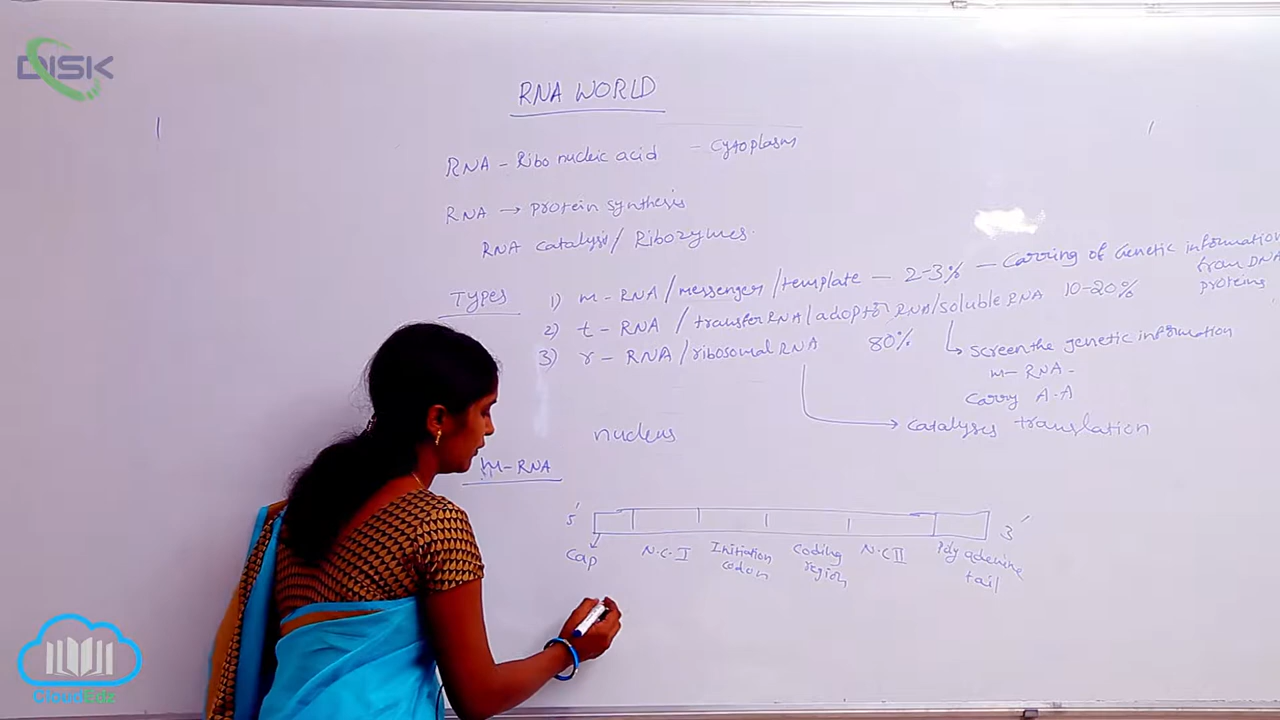 DISK
RNA WORLD
RNA - Ribo nucleic acid - Cytoplasm
RNA → Protein synthesis
RNA catalysis / Ribozymes.
Types 1) m - RNA / messenger / template - 2-3% - Carring of Genetic information
from DNA
proteins
2) t - RNA / transfer RNA / adoptor RNA / soluble RNA 10-20%
3) r - RNA / ribosomal RNA 80%
Screen the genetic information
m- RNA -
Carry A.A
Catalyses translation
nucleus
m-RNA
5' 3'
Cap N.C. I Initiation codon Coding region N.C II Poly adenine tail
CloudEdz